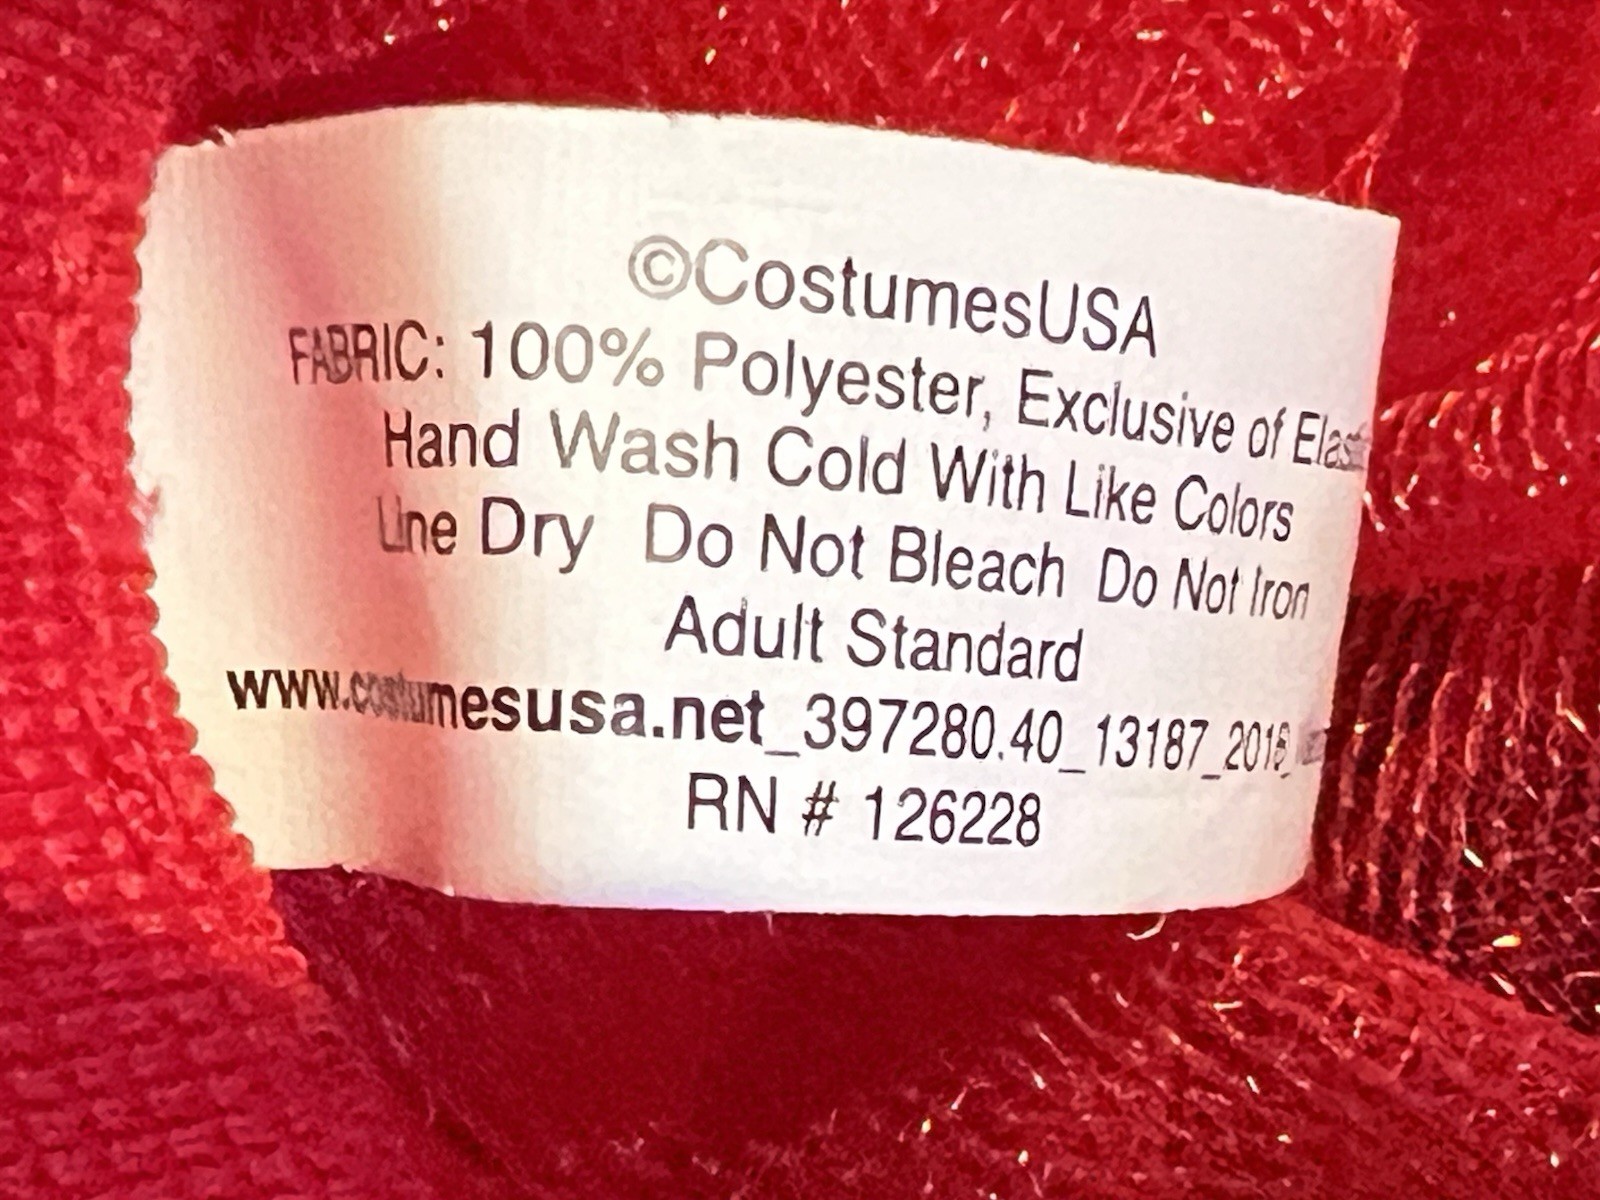 ©CostumesUSA
FABRIC: 100% Polyester, Exclusive of
Hand Wash Cold With Like Colors
Line Dry Do Not Bleach Do Not Iron
Adult Standard
www.costumesusa.net_397280.40_13187_
RN # 126228